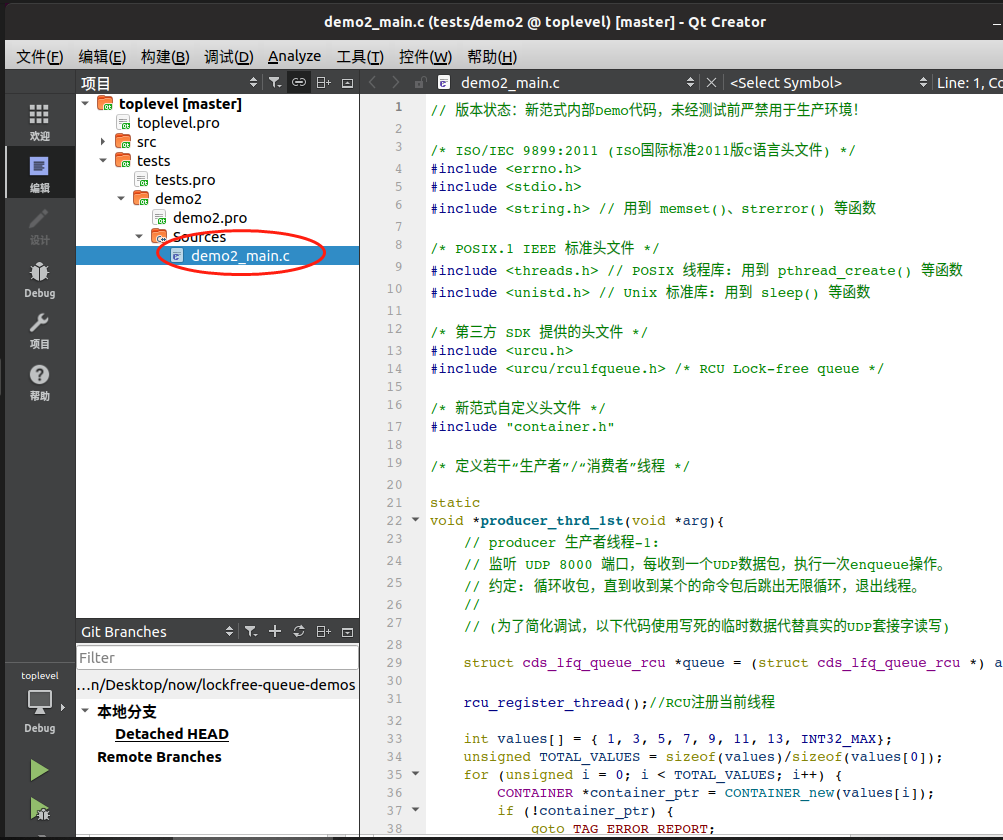 demo2_main.c (tests/demo2 @ toplevel) [master] - Qt Creator
文件(F) 编辑(E) 构建(B) 调试(D) Analyze 工具(T) 控件(W) 帮助(H)
项目
demo2_main.c
<Select Symbol>
Line: 1, Co
欢迎
编辑
设计
Debug
项目
帮助
toplevel [master]
toplevel.pro
src
tests
tests.pro
demo2
demo2.pro
Sources
demo2_main.c
Git Branches
Filter
...n/Desktop/now/lockfree-queue-demos
本地分支
Detached HEAD
Remote Branches
toplevel
Debug
1 // 版本状态：新范式内部Demo代码，未经测试前严禁用于生产环境！
2
3 /* ISO/IEC 9899:2011 (ISO国际标准2011版C语言头文件) */
4 #include <errno.h>
5 #include <stdio.h>
6 #include <string.h> // 用到 memset()、strerror() 等函数
7
8 /* POSIX.1 IEEE 标准头文件 */
9 #include <threads.h> // POSIX 线程库：用到 pthread_create() 等函数
10 #include <unistd.h> // Unix 标准库：用到 sleep() 等函数
11
12 /* 第三方 SDK 提供的头文件 */
13 #include <urcu.h>
14 #include <urcu/rculfqueue.h> /* RCU Lock-free queue */
15
16 /* 新范式自定义头文件 */
17 #include "container.h"
18
19 /* 定义若干“生产者”/“消费者”线程 */
20
21 static
22 void *producer_thrd_1st(void *arg){
23 // producer 生产者线程-1：
24 // 监听 UDP 8000 端口，每收到一个UDP数据包，执行一次enqueue操作。
25 // 约定：循环收包，直到收到某个的命令包后跳出无限循环，退出线程。
26 //
27 // (为了简化调试，以下代码使用写死的临时数据代替真实的UDP套接字读写)
28
29 struct cds_lfq_queue_rcu *queue = (struct cds_lfq_queue_rcu *) a
30
31 rcu_register_thread();//RCU注册当前线程
32
33 int values[] = { 1, 3, 5, 7, 9, 11, 13, INT32_MAX};
34 unsigned TOTAL_VALUES = sizeof(values)/sizeof(values[0]);
35 for (unsigned i = 0; i < TOTAL_VALUES; i++) {
36 CONTAINER *container_ptr = CONTAINER_new(values[i]);
37 if (!container_ptr) {
38 goto TAG_ERROR_REPORT;